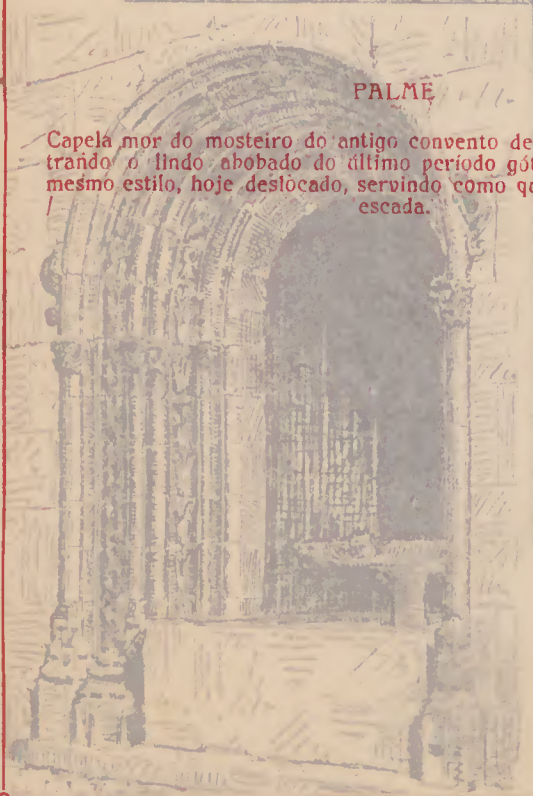 PALME
Capela mor do mosteiro do antigo convento de
trando o lindo abobado do último período gót
mesmo estilo, hoje deslocado, servindo como qu
escada.